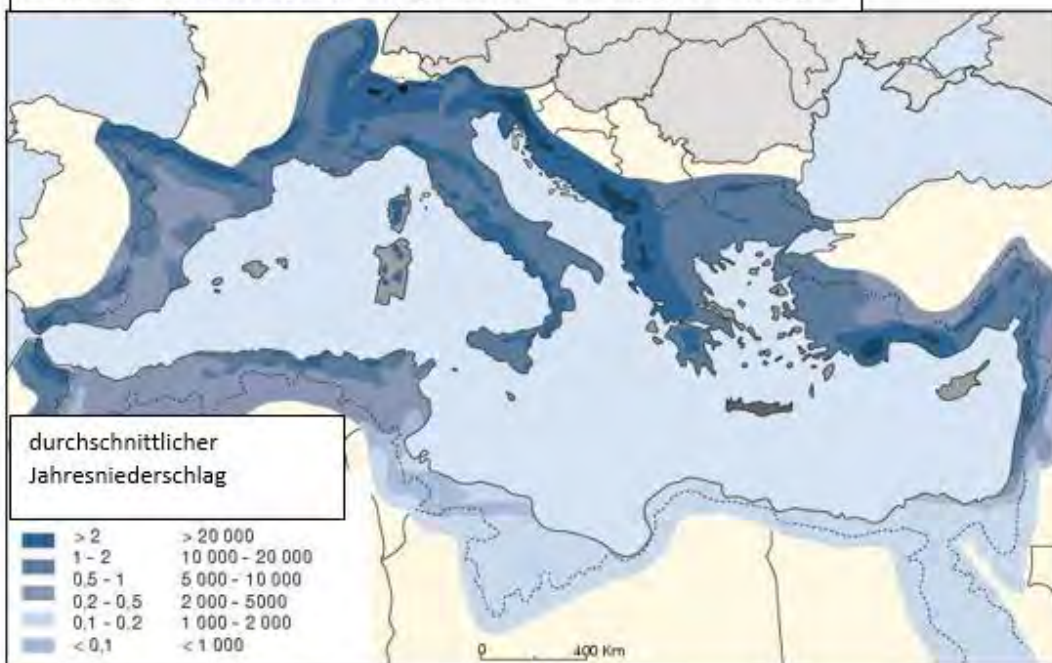 durchschnittlicher
Jahresniederschlag
> 2 > 20 000
1 - 2 10 000 - 20 000
0,5 - 1 5 000 - 10 000
0,2 - 0,5 2 000 - 5000
0,1 - 0,2 1 000 - 2 000
< 0,1 < 1 000
0 400 Km